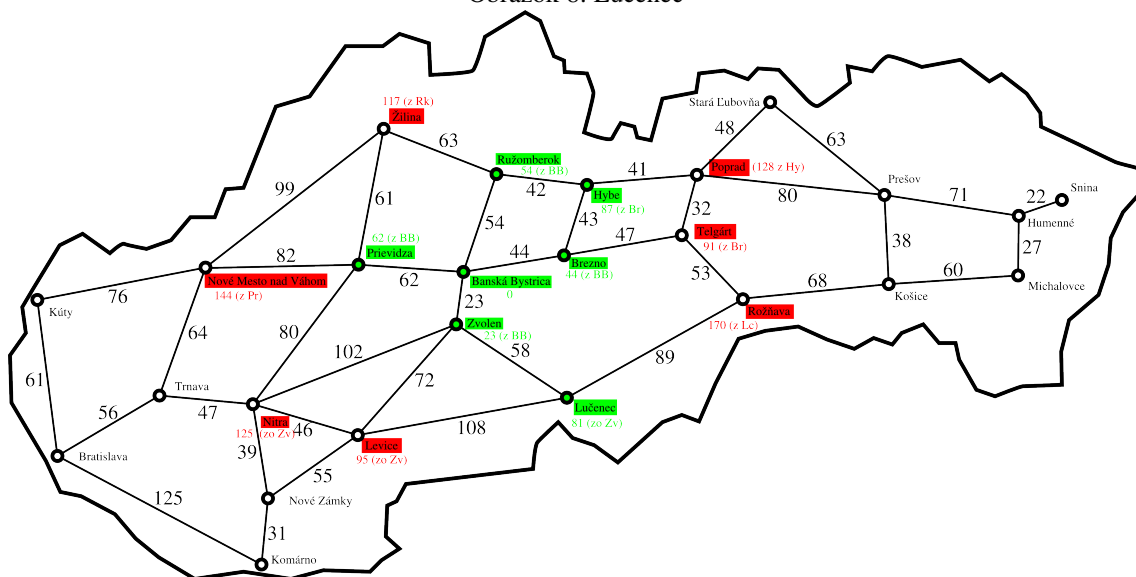 Obrázok 8: Lučenec
Stará Ľubovňa
117 (z Rk)
Žilina
63
48
63
Ružomberok
54 (z BB)
41
Poprad
(128 z Hy)
42
Hybe
87 (z Br)
80
Prešov
71
22
Snina
Humenné
99
61
54
43
32
62 (z BB)
Prievidza
44
47
Telgárt
91 (z Br)
38
27
82
62
Brezno
44 (z BB)
Nové Mesto nad Váhom
144 (z Pr)
Banská Bystrica
0
53
68
60
Michalovce
Košice
76
Kúty
23
Rožňava
170 (z Lc)
64
80
Zvolen
23 (z BB)
102
58
89
61
72
Trnava
56
47
Nitra
125 (zo Zv)
46
Lučenec
81 (zo Zv)
108
Levice
95 (zo Zv)
39
Bratislava
55
125
Nové Zámky
31
Komárno